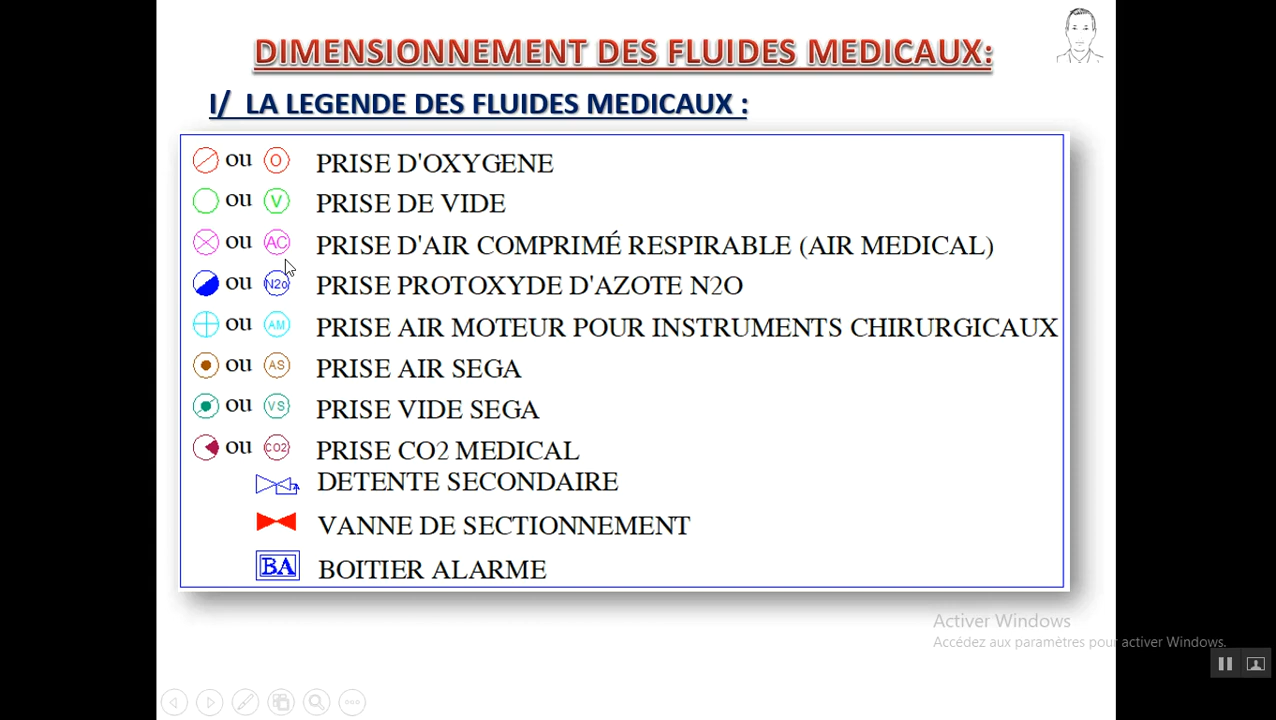 DIMENSIONNEMENT DES FLUIDES MEDICAUX:
I/ LA LEGENDE DES FLUIDES MEDICAUX :
ou O PRISE D'OXYGENE
ou V PRISE DE VIDE
ou AC PRISE D'AIR COMPRIMÉ RESPIRABLE (AIR MEDICAL)
ou N2o PRISE PROTOXYDE D'AZOTE N2O
ou AM PRISE AIR MOTEUR POUR INSTRUMENTS CHIRURGICAUX
ou AS PRISE AIR SEGA
ou VS PRISE VIDE SEGA
ou CO2 PRISE CO2 MEDICAL
DETENTE SECONDAIRE
VANNE DE SECTIONNEMENT
BA BOITIER ALARME
Activer Windows
Accédez aux paramètres pour activer Windows.